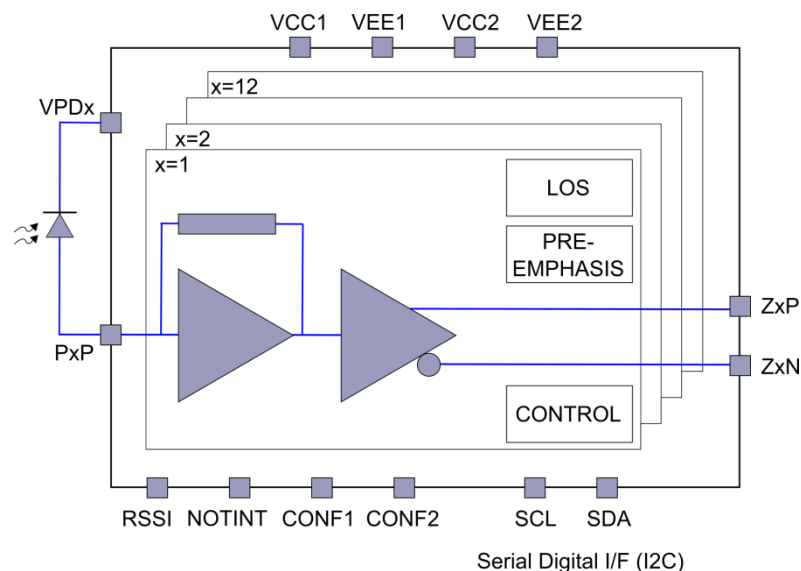 VCC1 VEE1 VCC2 VEE2
VPDx
x=12
x=2
x=1
LOS
PRE-
EMPHASIS
ZxP
PxP
ZxN
CONTROL
RSSI NOTINT CONF1 CONF2 SCL SDA
Serial Digital I/F (I2C)